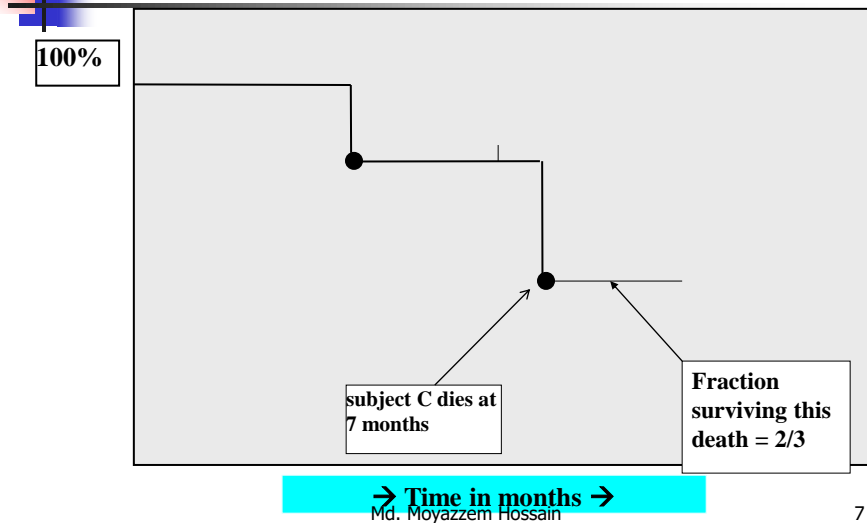 100%
subject C dies at
7 months
Fraction
surviving this
death = 2/3
→ Time in months →
Md. Moyazzem Hossain
7